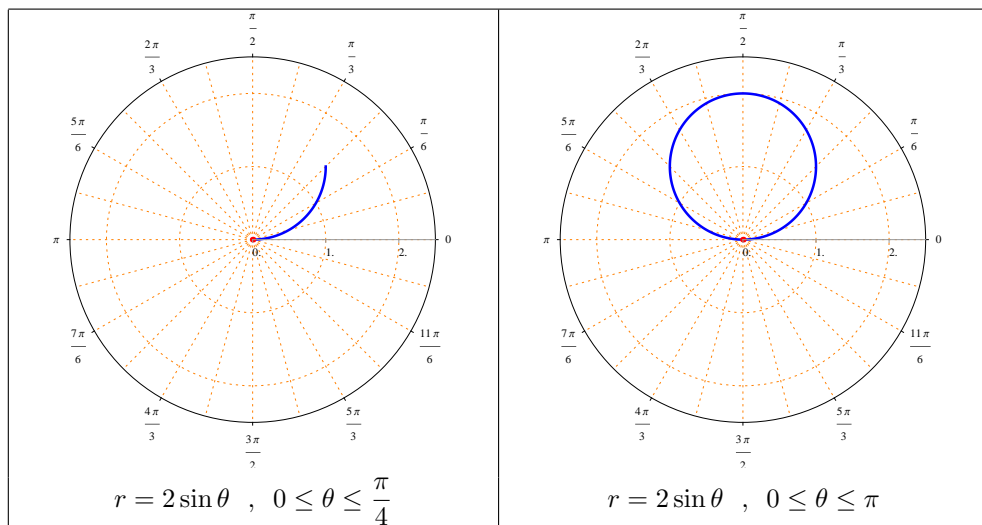 π/2
2π/3 π/3
5π/6 π/6
π 0
0. 1. 2.
7π/6 11π/6
4π/3 5π/3
3π/2
r = 2 sin θ , 0 ≤ θ ≤ π/4
π/2
2π/3 π/3
5π/6 π/6
π 0
0. 1. 2.
7π/6 11π/6
4π/3 5π/3
3π/2
r = 2 sin θ , 0 ≤ θ ≤ π